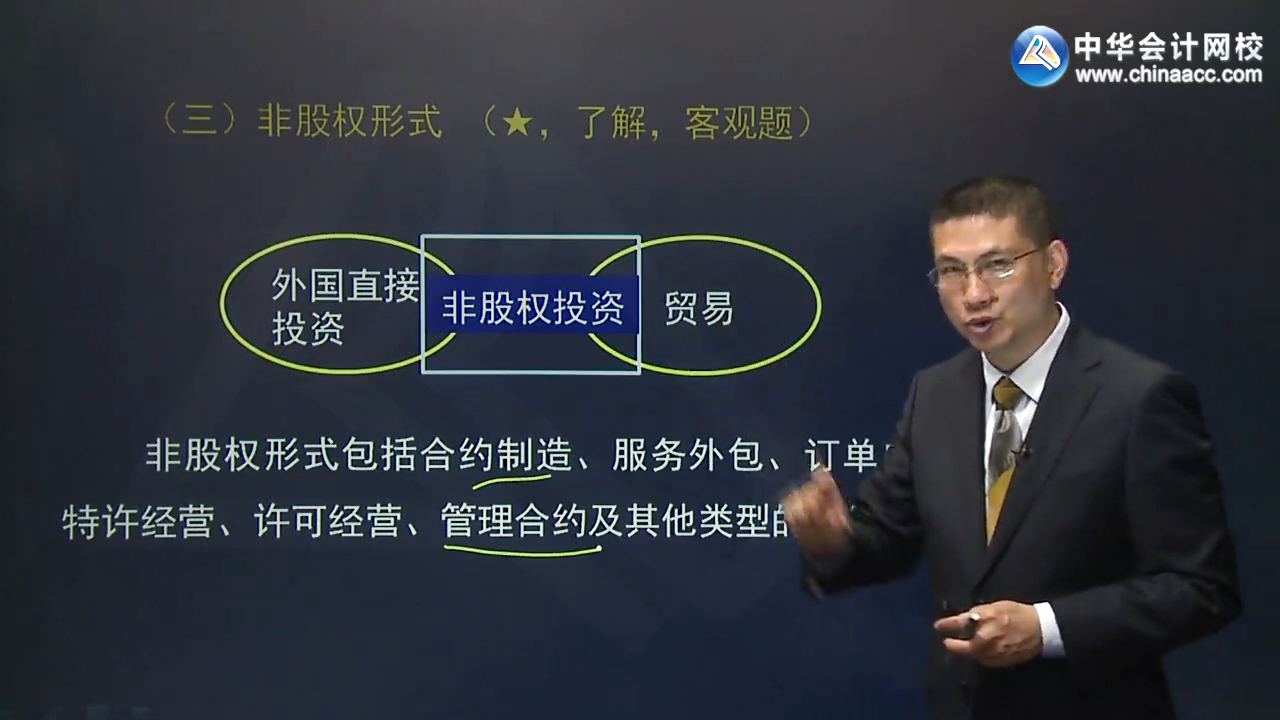 中华会计网校
www.chinaacc.com
（三）非股权形式 （★，了解，客观题）
外国直接
投资
非股权投资
贸易
非股权形式包括合约制造、服务外包、订单
特许经营、许可经营、管理合约及其他类型的